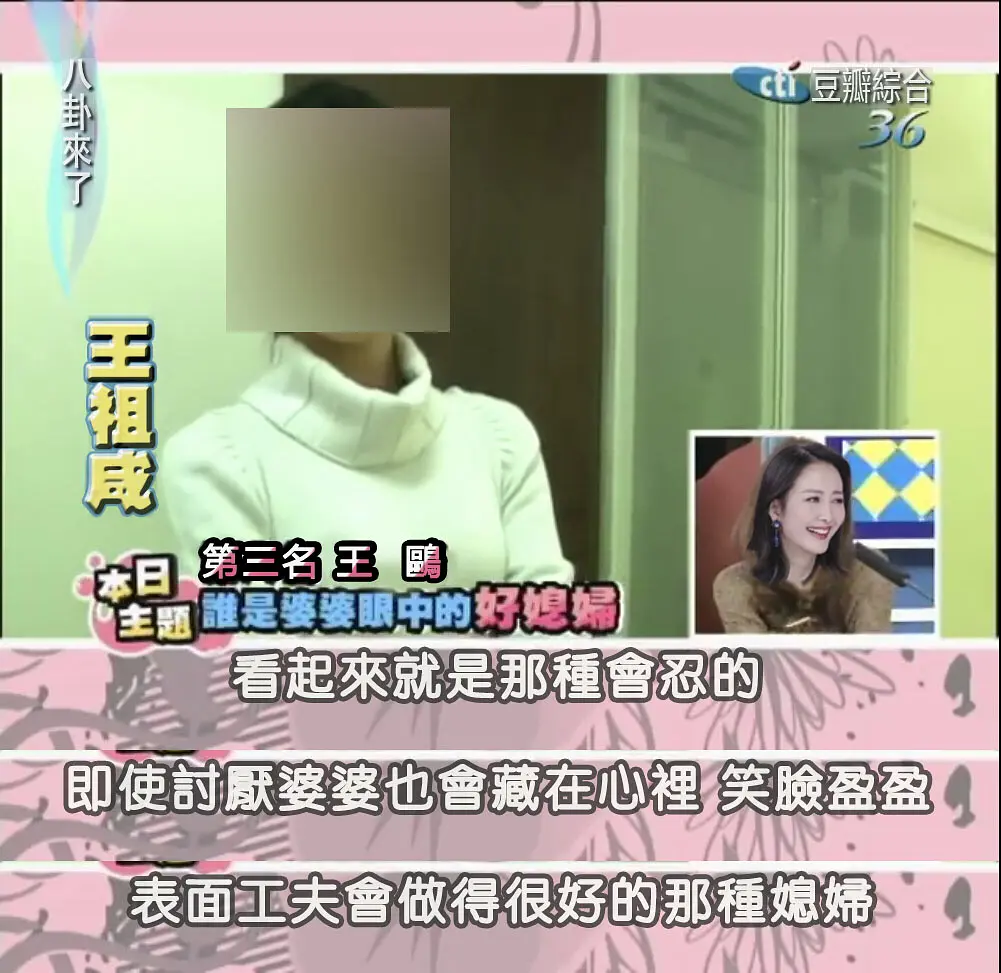 八卦來了
cti 豆瓣綜合
36
王祖咸
第三名 王 鷗
本日主題
誰是婆婆眼中的好媳婦
看起來就是那種會忍的
即使討厭婆婆也會藏在心裡 笑臉盈盈
表面工夫會做得很好的那種媳婦